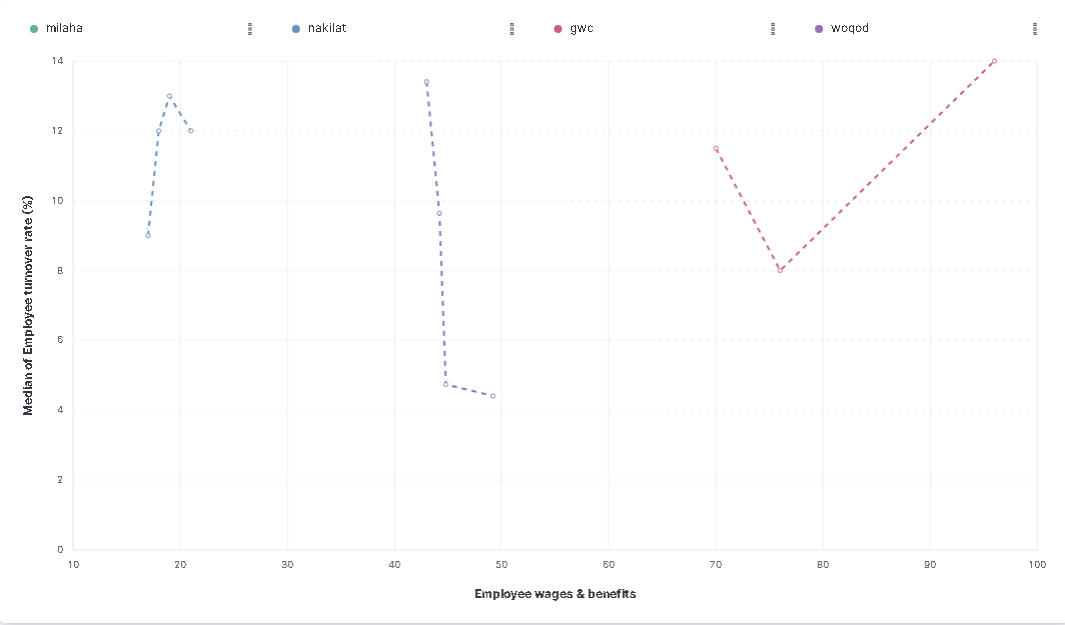 milaha nakilat gwc woqod
14
12
10
8
6
4
2
0
Median of Employee turnover rate (%)
10 20 30 40 50 60 70 80 90 100
Employee wages & benefits